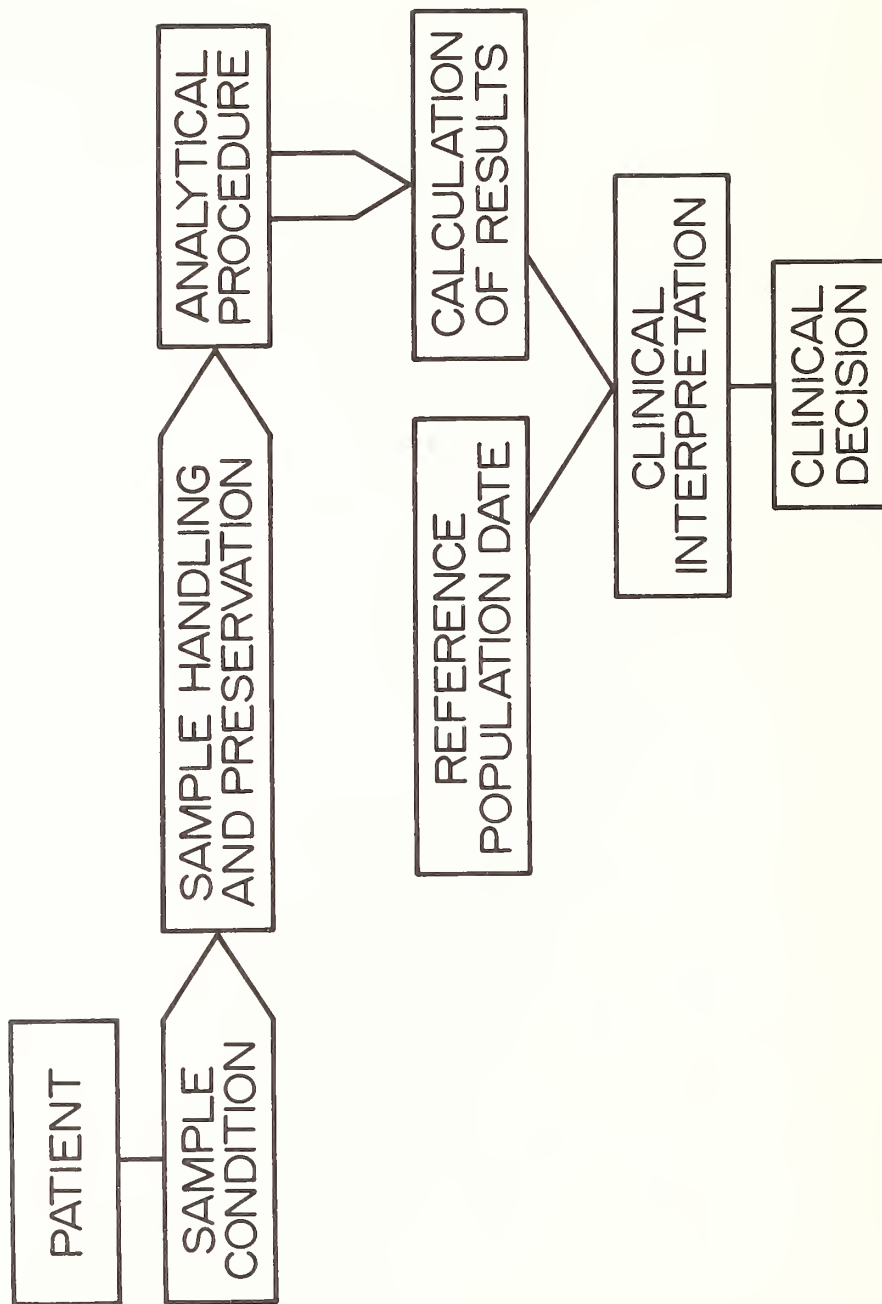 PATIENT
SAMPLE
CONDITION
SAMPLE HANDLING
AND PRESERVATION
ANALYTICAL
PROCEDURE
REFERENCE
POPULATION DATE
CALCULATION
OF RESULTS
CLINICAL
INTERPRETATION
CLINICAL
DECISION